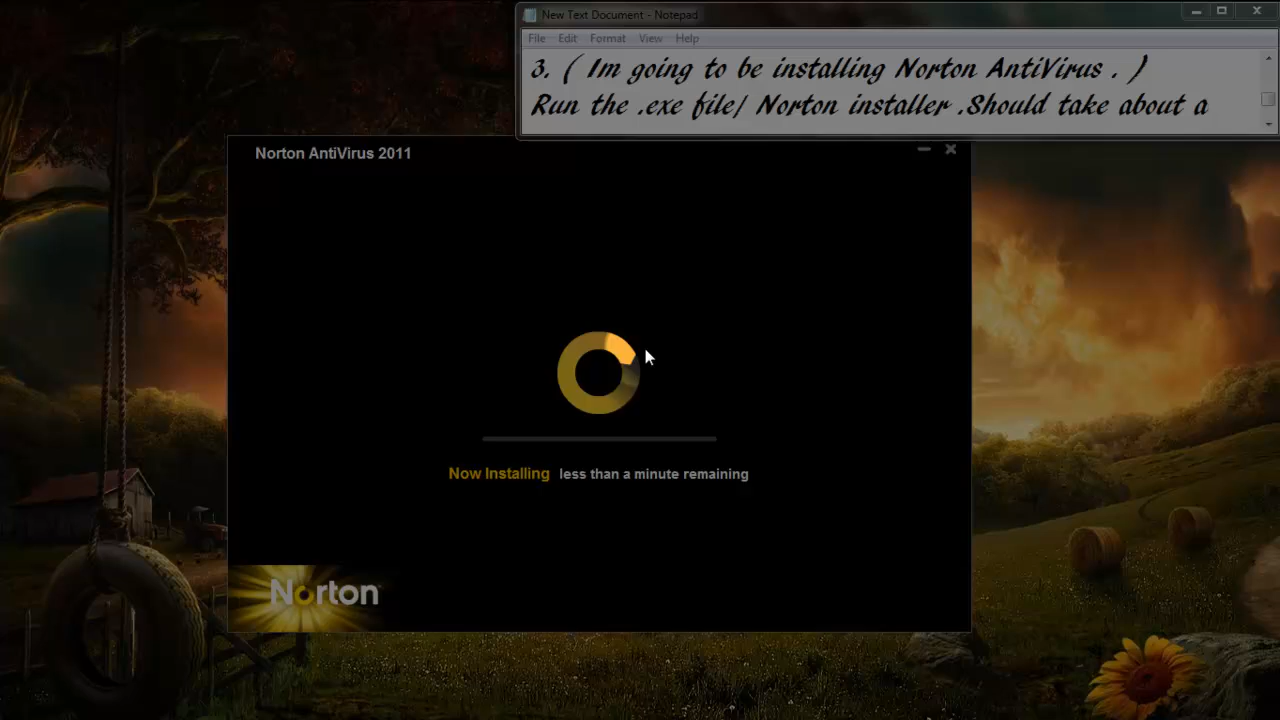 New Text Document - Notepad
File Edit Format View Help
3. ( Im going to be installing Norton AntiVirus . )
Run the .exe file/ Norton installer .Should take about a
Norton AntiVirus 2011
Now Installing less than a minute remaining
Norton